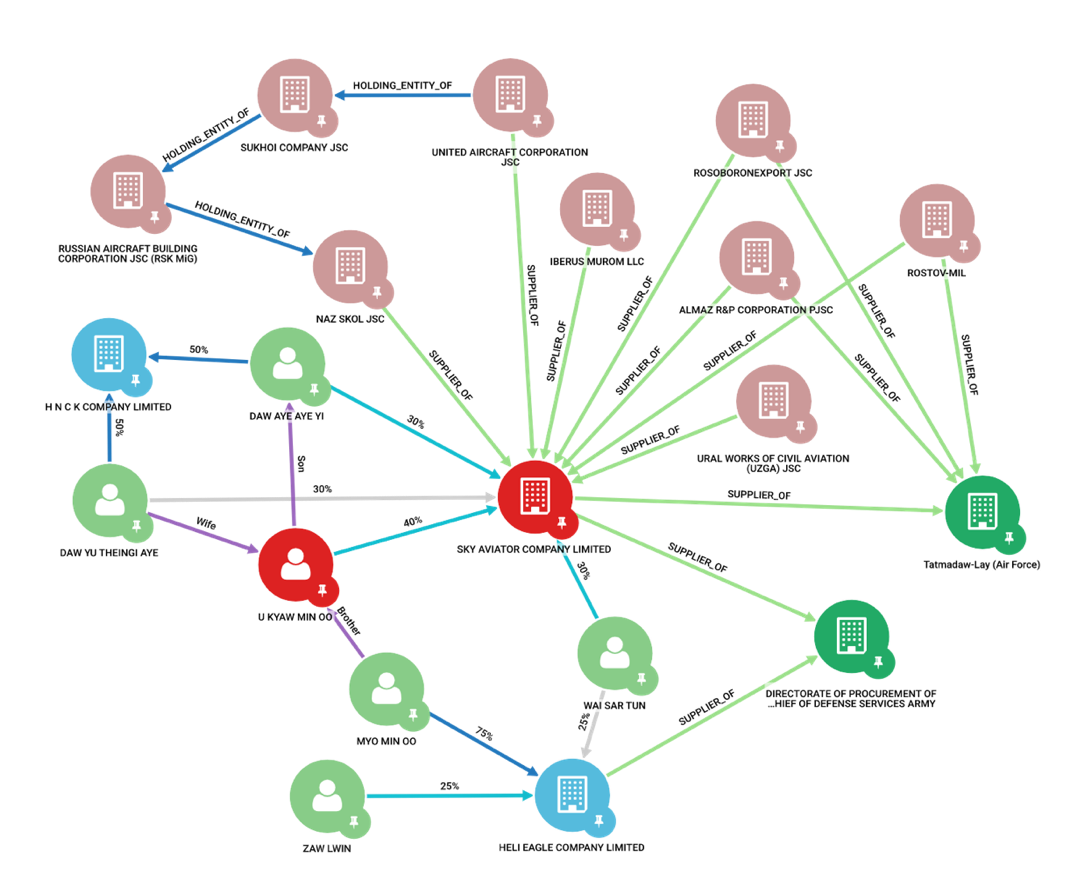 HOLDING_ENTITY_OF
SUKHOI COMPANY JSC
HOLDING_ENTITY_OF
UNITED AIRCRAFT CORPORATION
JSC
ROSOBORONEXPORT JSC
RUSSIAN AIRCRAFT BUILDING
CORPORATION JSC (RSK MiG)
HOLDING_ENTITY_OF
NAZ SKOL JSC
IBERUS MUROM LLC
ALMAZ R&P CORPORATION PJSC
ROSTOV-MIL
SUPPLIER_OF
SUPPLIER_OF
SUPPLIER_OF
SUPPLIER_OF
SUPPLIER_OF
SUPPLIER_OF
SUPPLIER_OF
SUPPLIER_OF
SUPPLIER_OF
50%
H N C K COMPANY LIMITED
DAW AYE AYE YI
30%
50%
SUPPLIER_OF
URAL WORKS OF CIVIL AVIATION
(UZGA) JSC
Son
30%
SUPPLIER_OF
DAW YU THEINGI AYE
Wife
40%
SKY AVIATOR COMPANY LIMITED
Tatmadaw-Lay (Air Force)
SUPPLIER_OF
30%
U KYAW MIN OO
Brother
WAI SAR TUN
DIRECTORATE OF PROCUREMENT OF
...HIEF OF DEFENSE SERVICES ARMY
25%
SUPPLIER_OF
MYO MIN OO
75%
25%
ZAW LWIN
HELI EAGLE COMPANY LIMITED